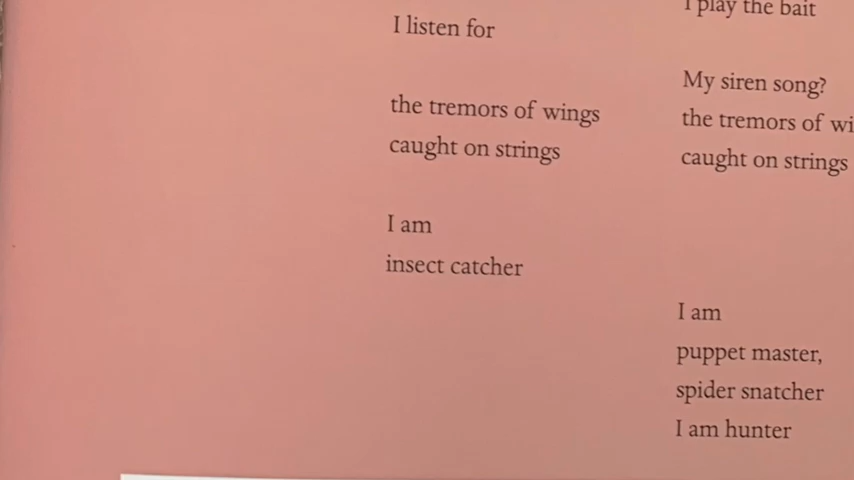 I listen for
the tremors of wings
caught on strings
I am
insect catcher
I play the bait
My siren song?
the tremors of
caught on strings
I am
puppet master,
spider snatcher
I am hunter